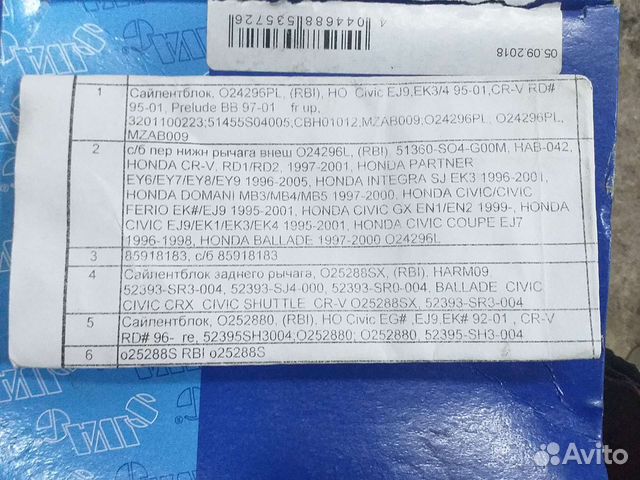 4 044688 535726
05.09.2018
1 Сайлентблок, O24296PL, (RBI), HO Civic EJ9,EK3/4 95-01,CR-V RD#
95-01, Prelude BB 97-01 fr up,
3201100223;51455S04005;CBH01012,MZAB009;O24296PL, O24296PL,
MZAB009
2 с/б пер нижн рычага внеш O24296L, (RBI) 51360-SO4-G00M, HAB-042,
HONDA CR-V, RD1/RD2, 1997-2001, HONDA PARTNER
EY6/EY7/EY8/EY9 1996-2005, HONDA INTEGRA SJ EK3 1996-2001,
HONDA DOMANI MB3/MB4/MB5 1997-2000, HONDA CIVIC/CIVIC
FERIO EK#/EJ9 1995-2001, HONDA CIVIC GX EN1/EN2 1999-, HONDA
CIVIC EJ9/EK1/EK3/EK4 1995-2001, HONDA CIVIC COUPE EJ7
1996-1998, HONDA BALLADE 1997-2000 O24296L
3 85918183, с/б 85918183
4 Сайлентблок заднего рычага, O25288SX, (RBI), HARM09,
52393-SR3-004, 52393-SJ4-000, 52393-SR0-004, BALLADE CIVIC
CIVIC CRX CIVIC SHUTTLE CR-V O25288SX, 52393-SR3-004
5 Сайлентблок, O252880, (RBI), HO Civic EG# ,EJ9,EK# 92-01 , CR-V
RD# 96- re, 52395SH3004;O252880; O252880, 52395-SH3-004
6 o25288S RBI o25288S
Avito